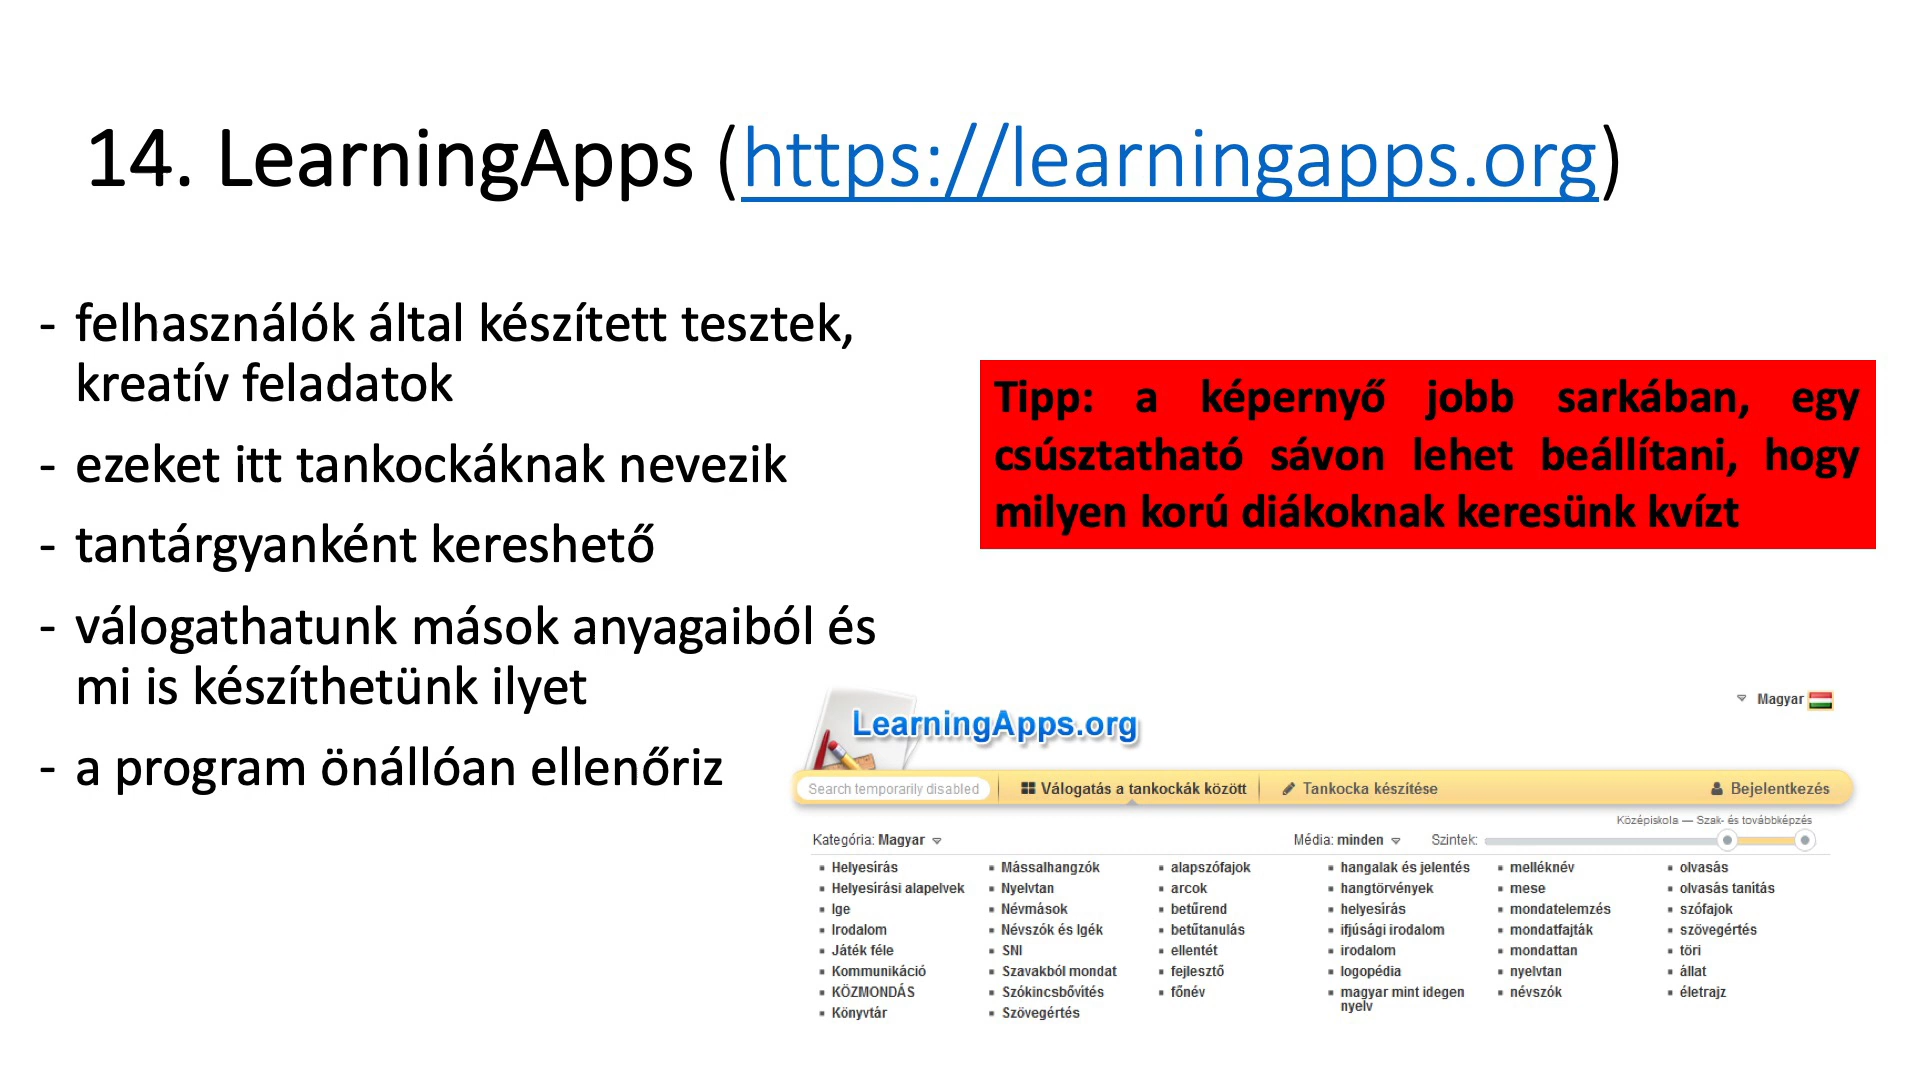 14. LearningApps (https://learningapps.org)
- felhasználók által készített tesztek,
kreatív feladatok
- ezeket itt tankockáknak nevezik
- tantárgyanként kereshető
- válogathatunk mások anyagaiból és
mi is készíthetünk ilyet
- a program önállóan ellenőriz
Tipp: a képernyő jobb sarkában, egy
csúsztatható sávon lehet beállítani, hogy
milyen korú diákoknak keresünk kvízt
Magyar
LearningApps.org
Search temporarily disabled Válogatás a tankockák között Tankocka készítése Bejelentkezés
Középiskola — Szak- és továbbképzés
Kategória: Magyar Média: minden Szintek:
Helyesírás
Helyesírási alapelvek
Ige
Irodalom
Játék féle
Kommunikáció
KÖZMONDÁS
Könyvtár
Mássalhangzók
Nyelvtan
Névmások
Névszók és Igék
SNI
Szavakból mondat
Szókincsbővítés
Szövegértés
alapszófajok
arcok
betűrend
betűtanulás
ellentét
fejlesztő
főnév
hangalak és jelentés
hangtörvények
helyesírás
ifjúsági irodalom
irodalom
logopédia
magyar mint idegen
nyelv
melléknév
mese
mondatelemzés
mondatfajták
mondattan
nyelvtan
névszók
olvasás
olvasás tanítás
szófajok
szövegértés
töri
állat
életrajz